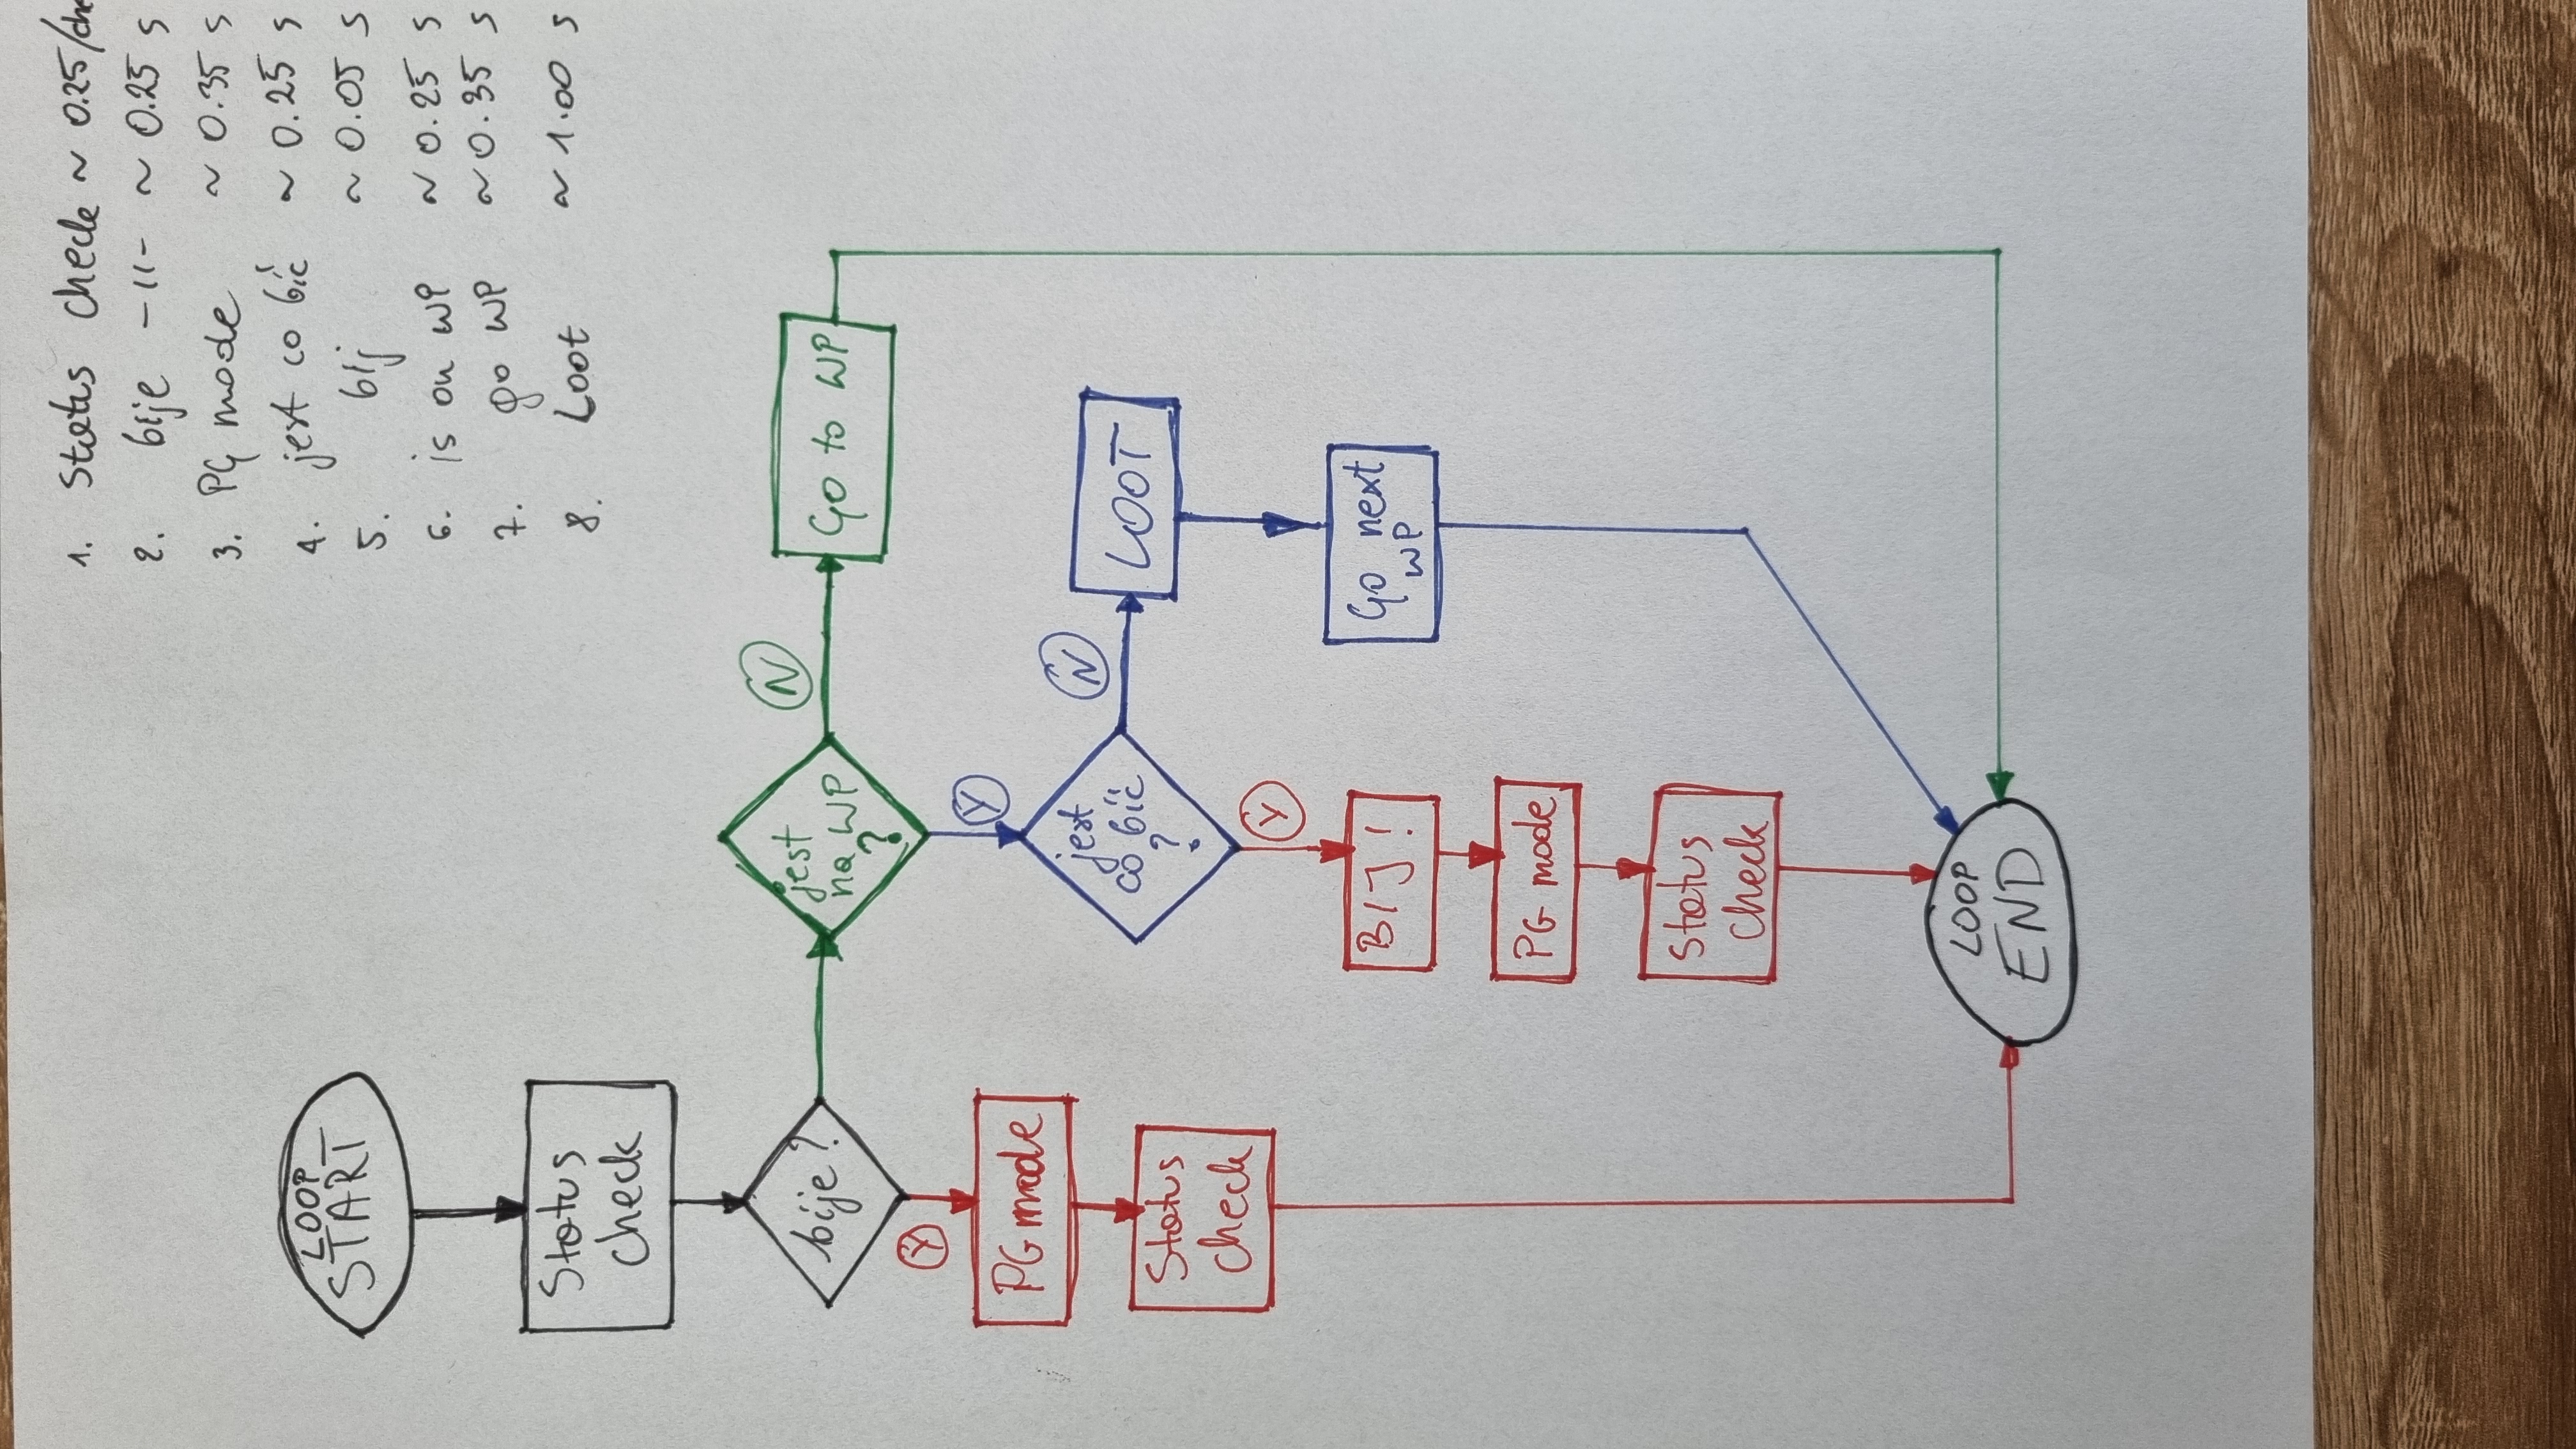 1. Status check ~ 0.25/che
2. bije -11- ~ 0.25 s
3. PG mode ~ 0.35 s
4. jest co bić ~ 0.25 s
5. bij ~ 0.05 s
6. is on WP ~ 0.25 s
7. go WP ~ 0.35 s
8. Loot ~ 1.00 s
LOOP
START
Status
check
bije?
jest
na WP
?
N
Go to WP
Y
PG mode
Status
check
Y
jest
co bić
?
N
LOOT
Go next
WP
Y
BIJ!
PG mode
Status
check
LOOP
END